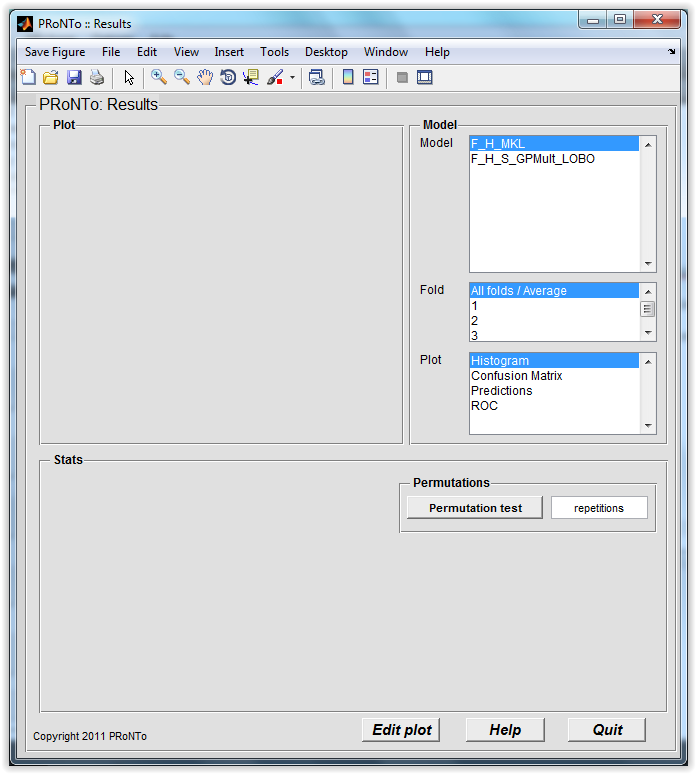 PRoNTo :: Results
Save Figure File Edit View Insert Tools Desktop Window Help
PRoNTo: Results
Plot
Model
Model
F_H_MKL
F_H_S_GPMult_LOBO
Fold
All folds / Average
1
2
3
Plot
Histogram
Confusion Matrix
Predictions
ROC
Stats
Permutations
Permutation test
repetitions
Copyright 2011 PRoNTo
Edit plot
Help
Quit